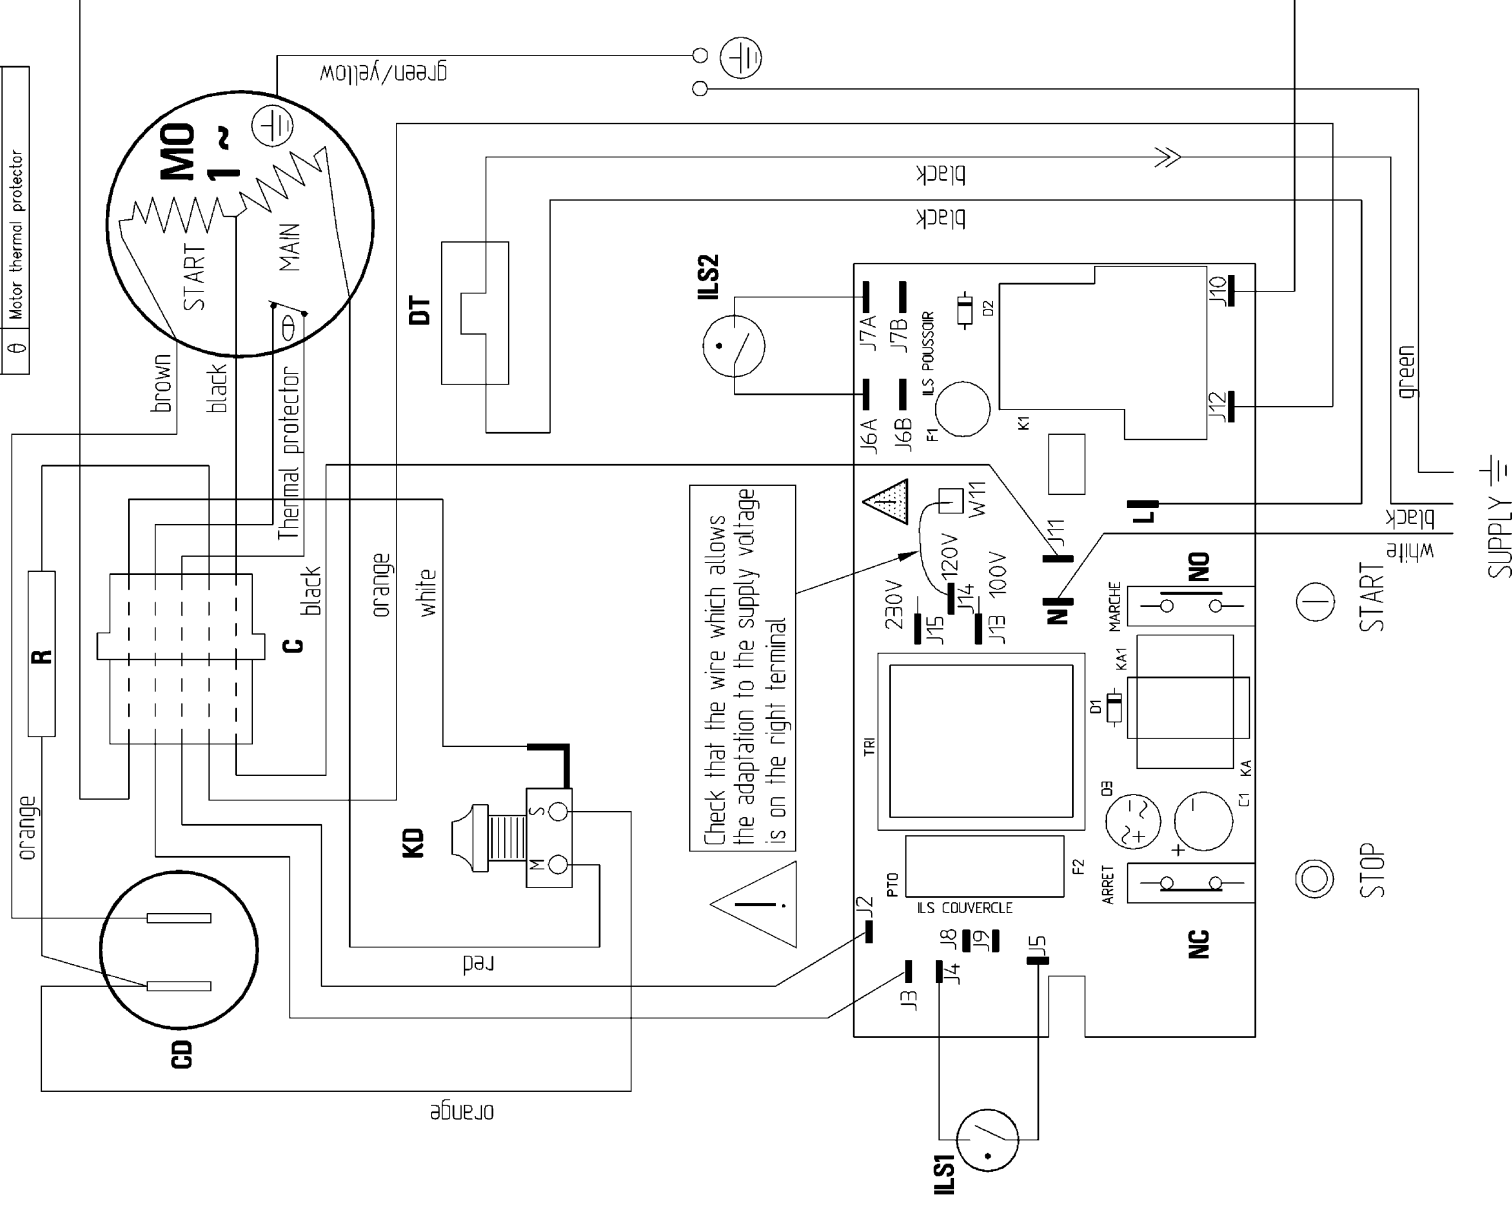 θ Motor thermal protector
green/yellow
MO
1 ~
START
MAIN
brown
black
Thermal protector
black
black
DT
ILS2
R
C
black
orange
white
orange
KD
S
M
CD
red
orange
Check that the wire which allows
the adaptation to the supply voltage
is on the right terminal
!
J7A
J7B
ILS POUSSOIR
D2
J10
J6A
J6B
F1
K1
J12
!
W11
L
J11
120V
J14
230V
J15
100V
J13
N
MARCHE
NO
TRI
KA1
D1
KA
D3
- ~
~ +
-
+
C1
PTO
F2
ARRET
ILS COUVERCLE
J2
J8
J9
J3
J4
J5
NC
ILS1
green
black
white
SUPPLY
START
STOP